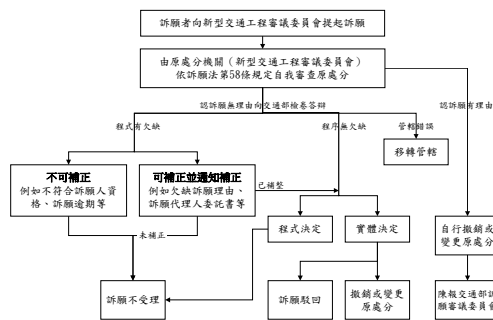 訴願者向新型交通工程審議委員會提起訴願
由原處分機關（新型交通工程審議委員會）
依訴願法第58條規定自我審查原處分
認訴願無理由向交通部檢卷答辯
認訴願有理由
程式有欠缺
程序無欠缺
管轄錯誤
移轉管轄
不可補正
例如不符合訴願人資
格、訴願逾期等
可補正並通知補正
例如欠缺訴願理由、
訴願代理人委託書等
已補整
未補正
程式決定
實體決定
自行撤銷或
變更原處分
訴願不受理
訴願駁回
撤銷或變更
原處分
陳報交通部訴
願審議委員會